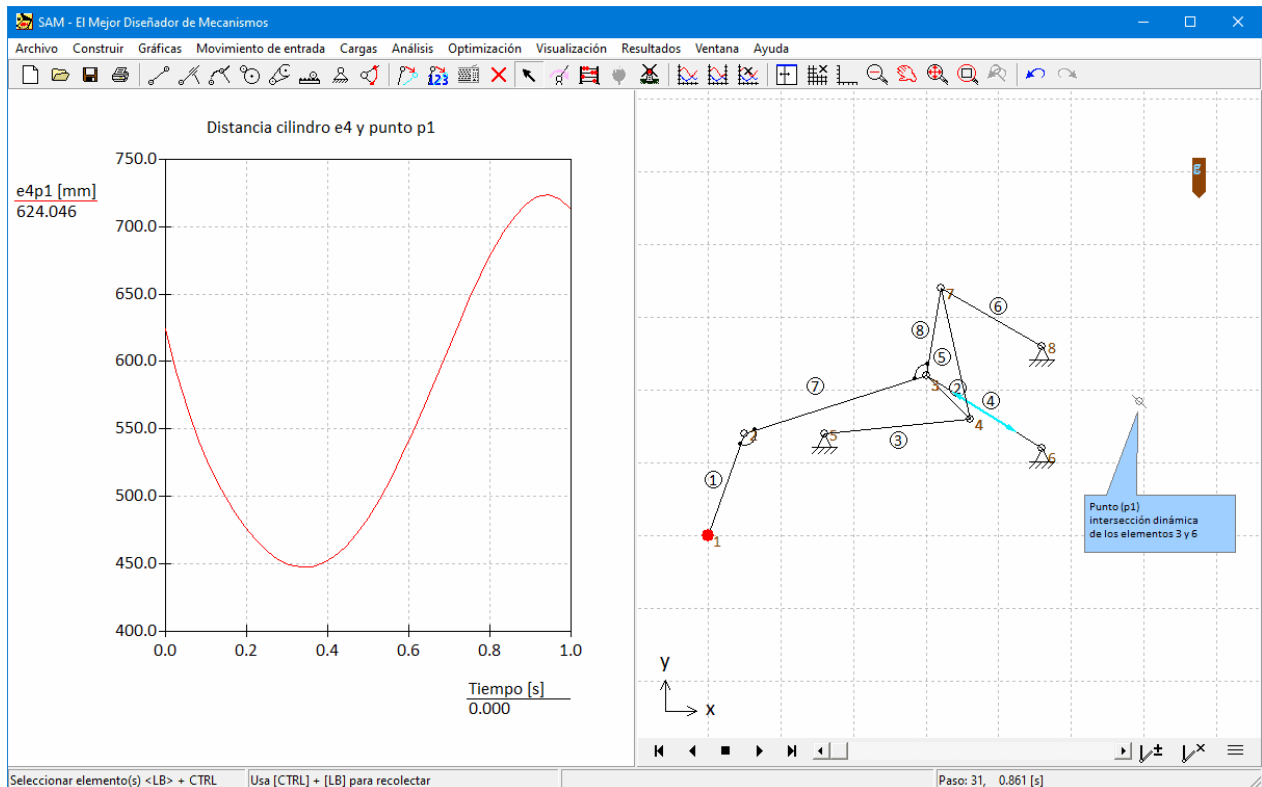 SAM - El Mejor Diseñador de Mecanismos
Archivo Construir Gráficas Movimiento de entrada Cargas Análisis Optimización Visualización Resultados Ventana Ayuda
123
Distancia cilindro e4 y punto p1
e4p1 [mm]
624.046
750.0
700.0
650.0
600.0
550.0
500.0
450.0
400.0
0.0 0.2 0.4 0.6 0.8 1.0
Tiempo [s]
0.000
7
6
8
8
5
3
2
7
4
4
2
5
3
6
1
1
Punto (p1)
intersección dinámica
de los elementos 3 y 6
y
x
Seleccionar elemento(s) <LB> + CTRL
Usa [CTRL] + [LB] para recolectar
Paso: 31, 0.861 [s]